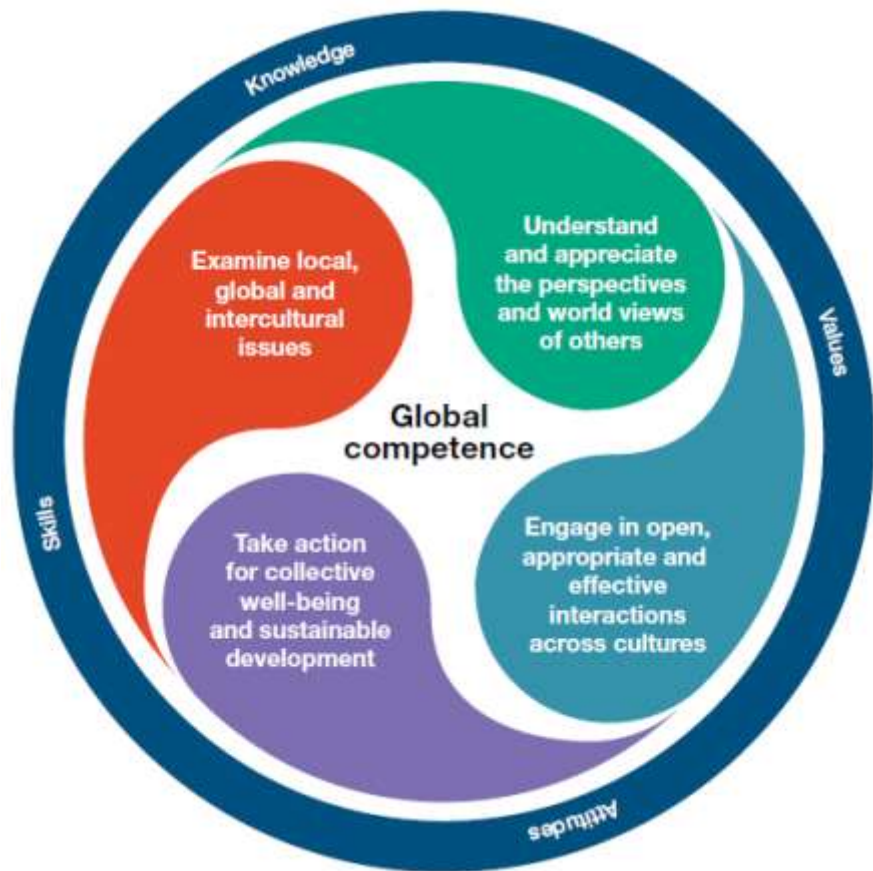 Knowledge
Understand
and appreciate
the perspectives
and world views
of others
Examine local,
global and
intercultural
issues
Values
Global
competence
Skills
Take action
for collective
well-being
and sustainable
development
Engage in open,
appropriate and
effective
interactions
across cultures
Attitudes